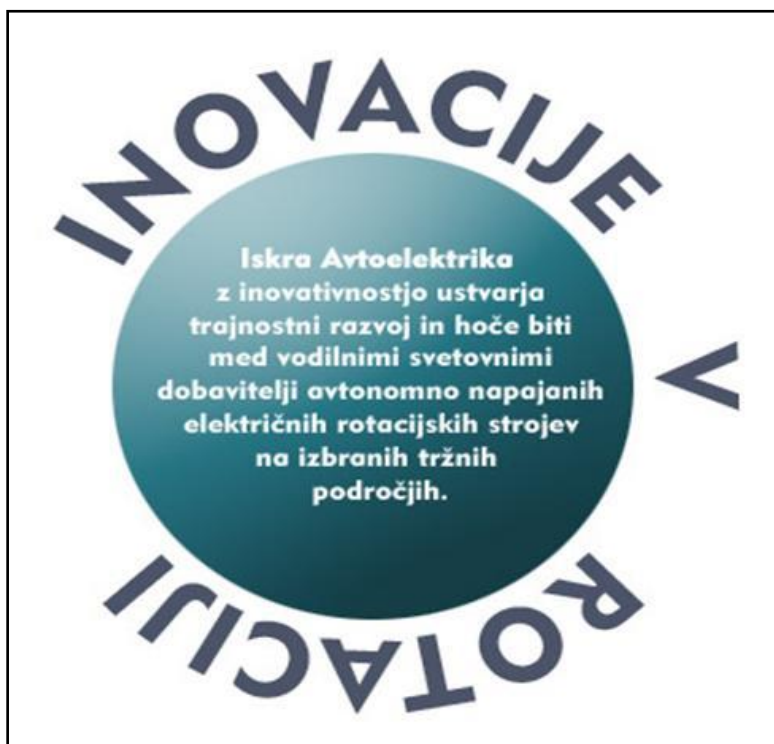 INOVACIJE
V
ROTACIJI
Iskra Avtoelektrika
z inovativnostjo ustvarja
trajnostni razvoj in hoče biti
med vodilnimi svetovnimi
dobavitelji avtonomno napajanih
električnih rotacijskih strojev
na izbranih tržnih
področjih.